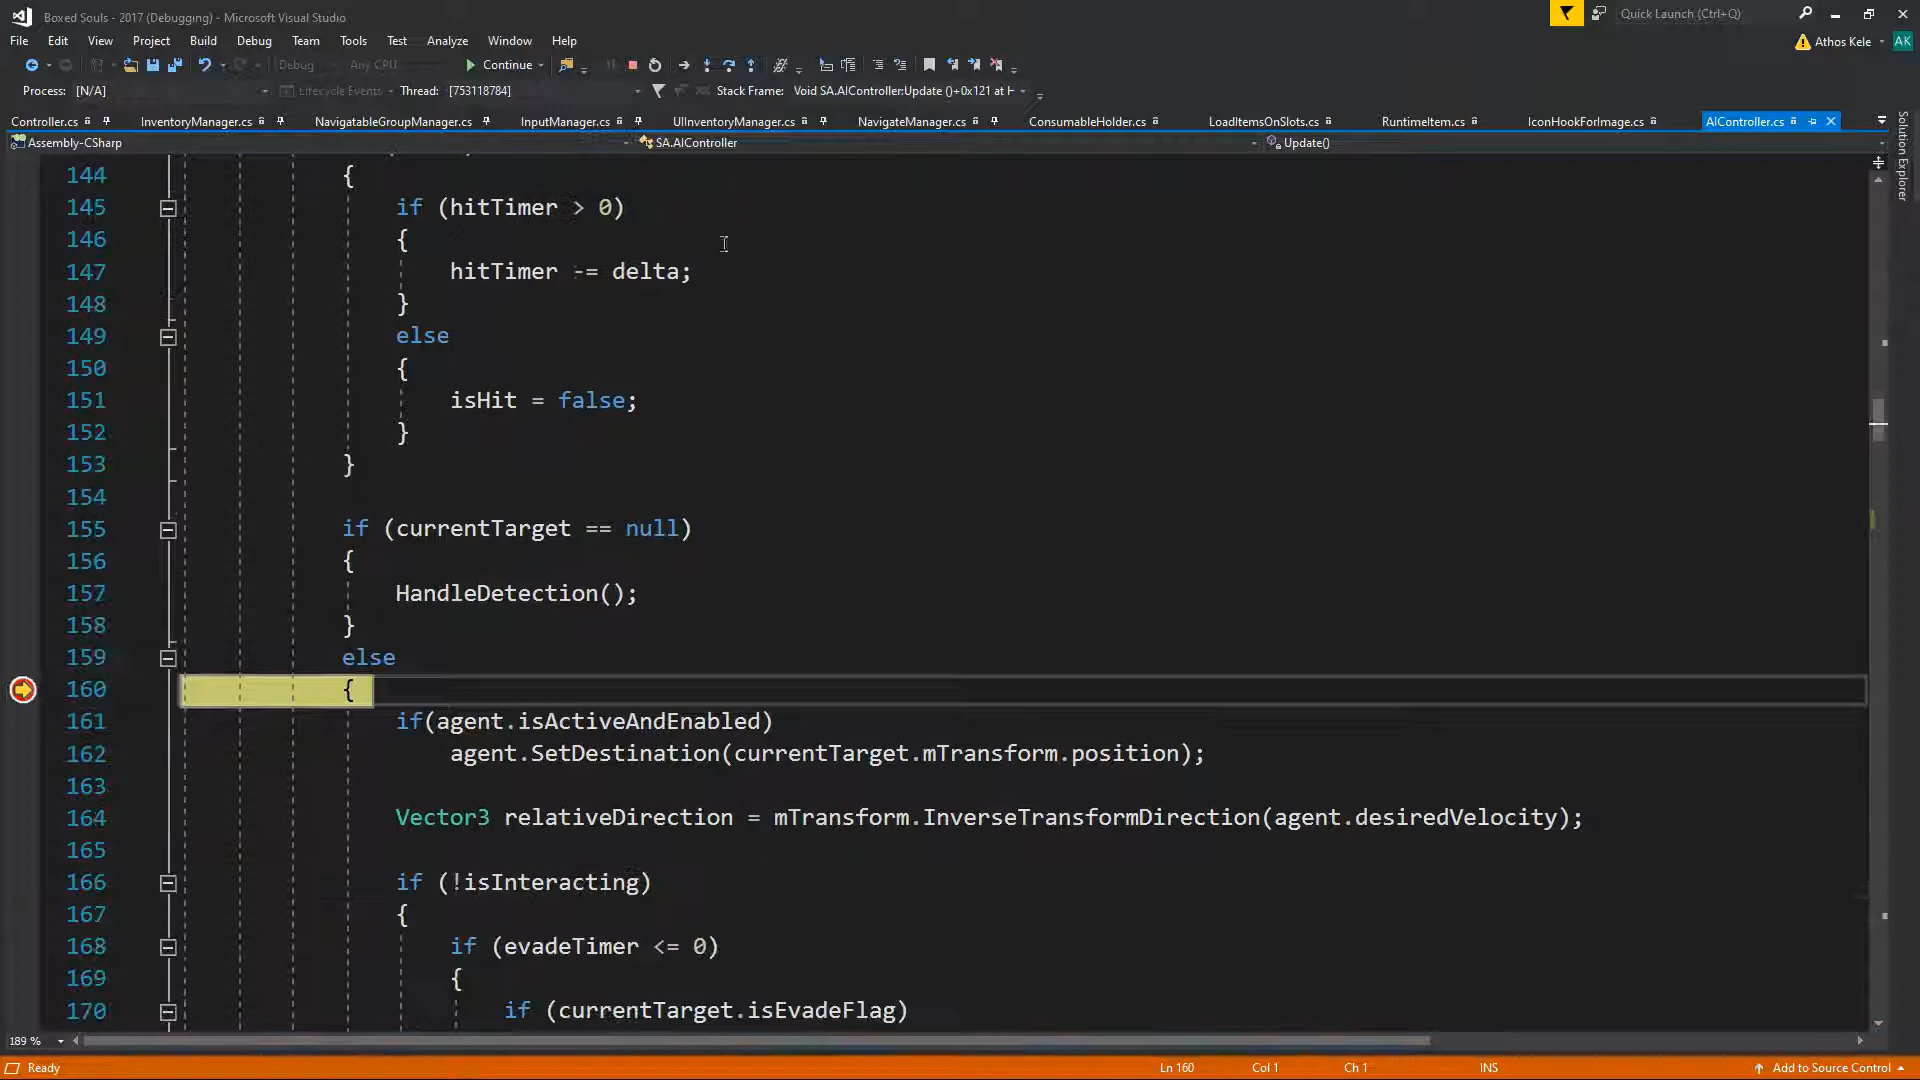 Boxed Souls - 2017 (Debugging) - Microsoft Visual Studio
Quick Launch (Ctrl+Q)
File Edit View Project Build Debug Team Tools Test Analyze Window Help
Athos Kele AK
Debug Any CPU Continue
Process: [N/A] Lifecycle Events Thread: [753118784] Stack Frame: Void SA.AIController:Update ()+0x121 at H
Controller.cs InventoryManager.cs NavigatableGroupManager.cs InputManager.cs UIInventoryManager.cs NavigateManager.cs ConsumableHolder.cs LoadItemsOnSlots.cs RuntimeItem.cs IconHookForImage.cs AIController.cs
Assembly-CSharp SA.AIController Update()
Solution Explorer
144 {
145 if (hitTimer > 0)
146 {
147 hitTimer -= delta;
148 }
149 else
150 {
151 isHit = false;
152 }
153 }
154
155 if (currentTarget == null)
156 {
157 HandleDetection();
158 }
159 else
160 {
161 if(agent.isActiveAndEnabled)
162 agent.SetDestination(currentTarget.mTransform.position);
163
164 Vector3 relativeDirection = mTransform.InverseTransformDirection(agent.desiredVelocity);
165
166 if (!isInteracting)
167 {
168 if (evadeTimer <= 0)
169 {
170 if (currentTarget.isEvadeFlag)
189 %
Ready Ln 160 Col 1 Ch 1 INS Add to Source Control